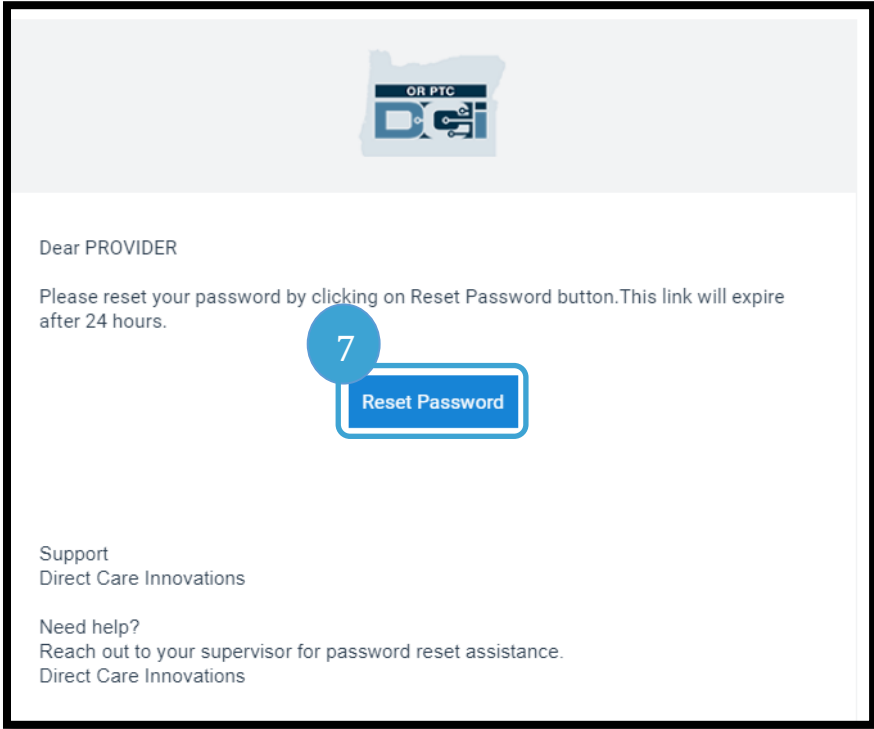 OR PTC
DCi
Dear PROVIDER
Please reset your password by clicking on Reset Password button.This link will expire
after 24 hours.
7
Reset Password
Support
Direct Care Innovations
Need help?
Reach out to your supervisor for password reset assistance.
Direct Care Innovations